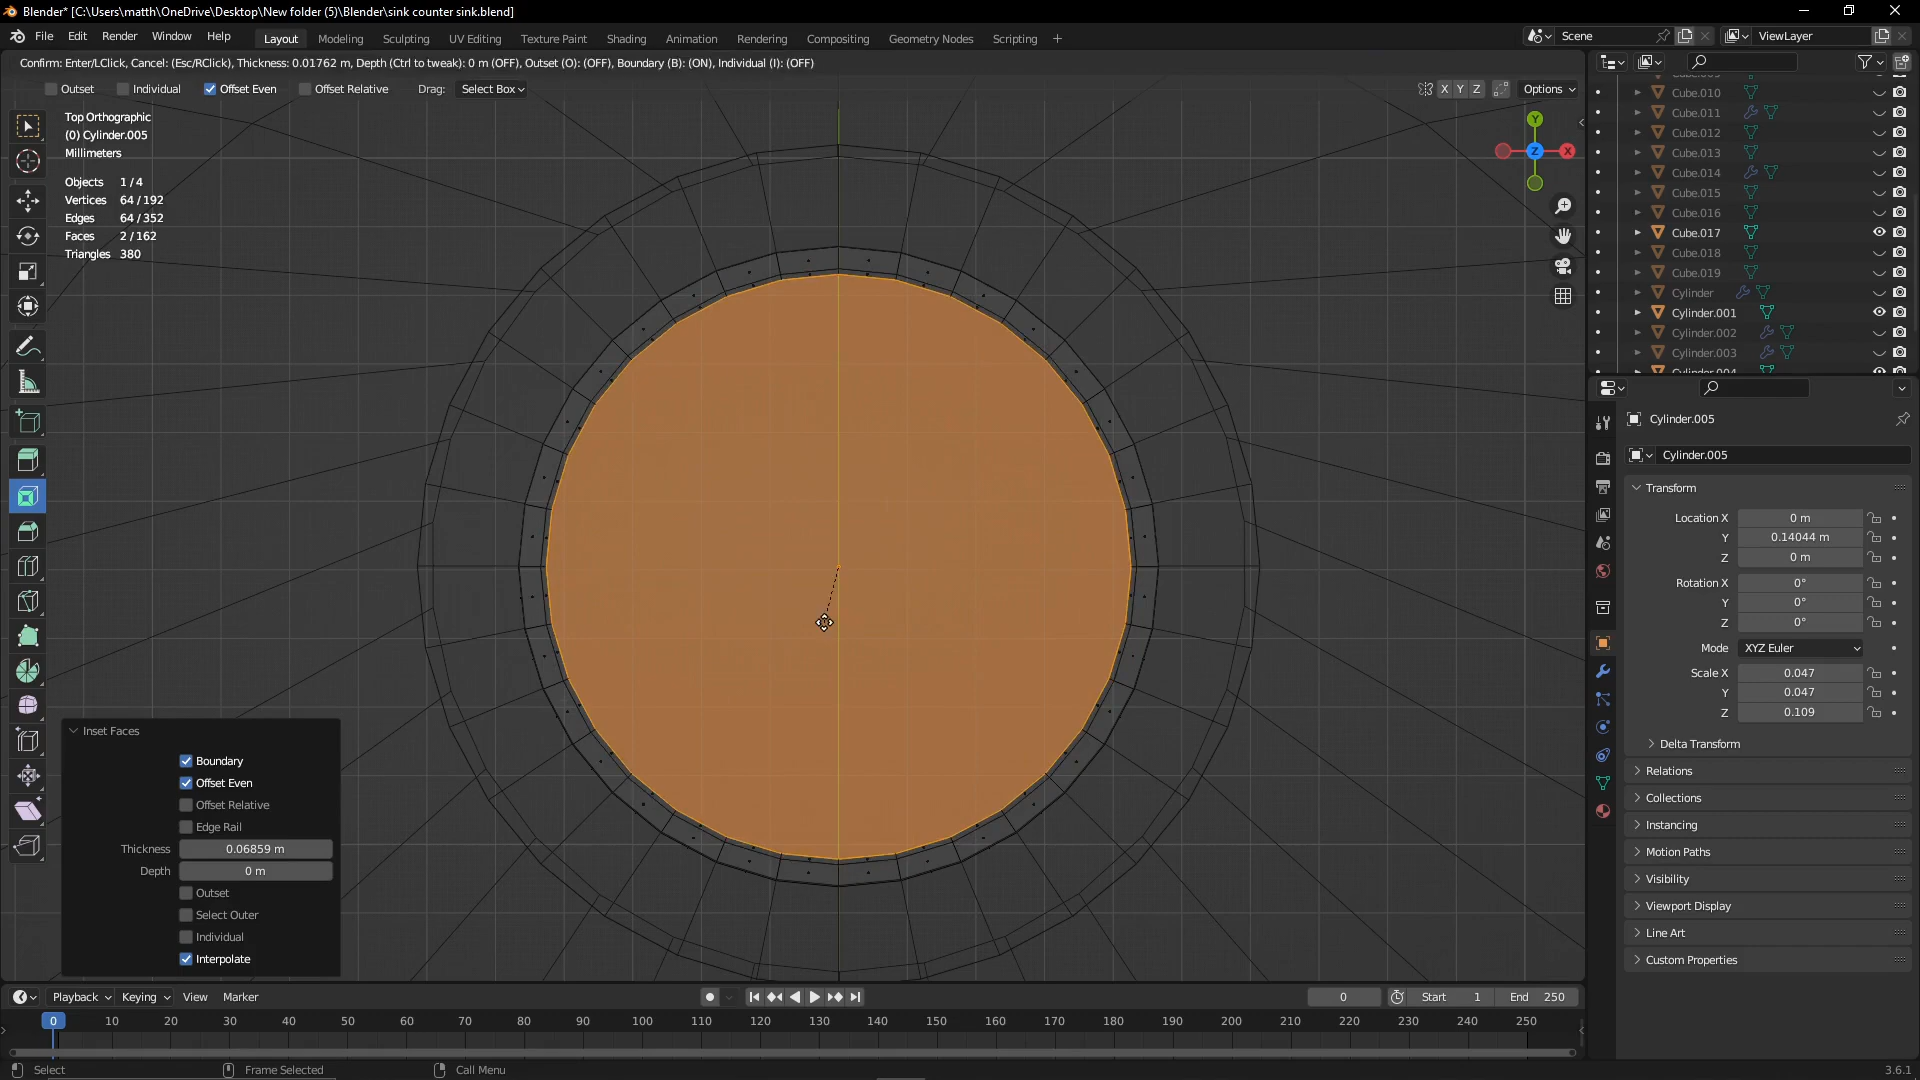 Blender* [C:\Users\matth\OneDrive\Desktop\New folder (5)\Blender\sink counter sink.blend]
File Edit Render Window Help Layout Modeling Sculpting UV Editing Texture Paint Shading Animation Rendering Compositing Geometry Nodes Scripting + Scene ViewLayer
Confirm: Enter/LClick, Cancel: (Esc/RClick), Thickness: 0.01762 m, Depth (Ctrl to tweak): 0 m (OFF), Outset (O): (OFF), Boundary (B): (ON), Individual (I): (OFF)
Outset Individual Offset Even Offset Relative Drag: Select Box X Y Z Options
Top Orthographic
(0) Cylinder.005
Millimeters
Objects 1/4
Vertices 64/192
Edges 64/352
Faces 2/162
Triangles 380
Y
Z
X
Inset Faces
Boundary
Offset Even
Offset Relative
Edge Rail
Thickness 0.06859 m
Depth 0 m
Outset
Select Outer
Individual
Interpolate
Cube.010
Cube.011
Cube.012
Cube.013
Cube.014
Cube.015
Cube.016
Cube.017
Cube.018
Cube.019
Cylinder
Cylinder.001
Cylinder.002
Cylinder.003
Cylinder.004
Cylinder.005
Cylinder.005
Transform
Location X 0 m
Y 0.14044 m
Z 0 m
Rotation X 0°
Y 0°
Z 0°
Mode XYZ Euler
Scale X 0.047
Y 0.047
Z 0.109
Delta Transform
Relations
Collections
Instancing
Motion Paths
Visibility
Viewport Display
Line Art
Custom Properties
Playback Keying View Marker 0 Start 1 End 250
0 10 20 30 40 50 60 70 80 90 100 110 120 130 140 150 160 170 180 190 200 210 220 230 240 250
Select Frame Selected Call Menu 3.6.1